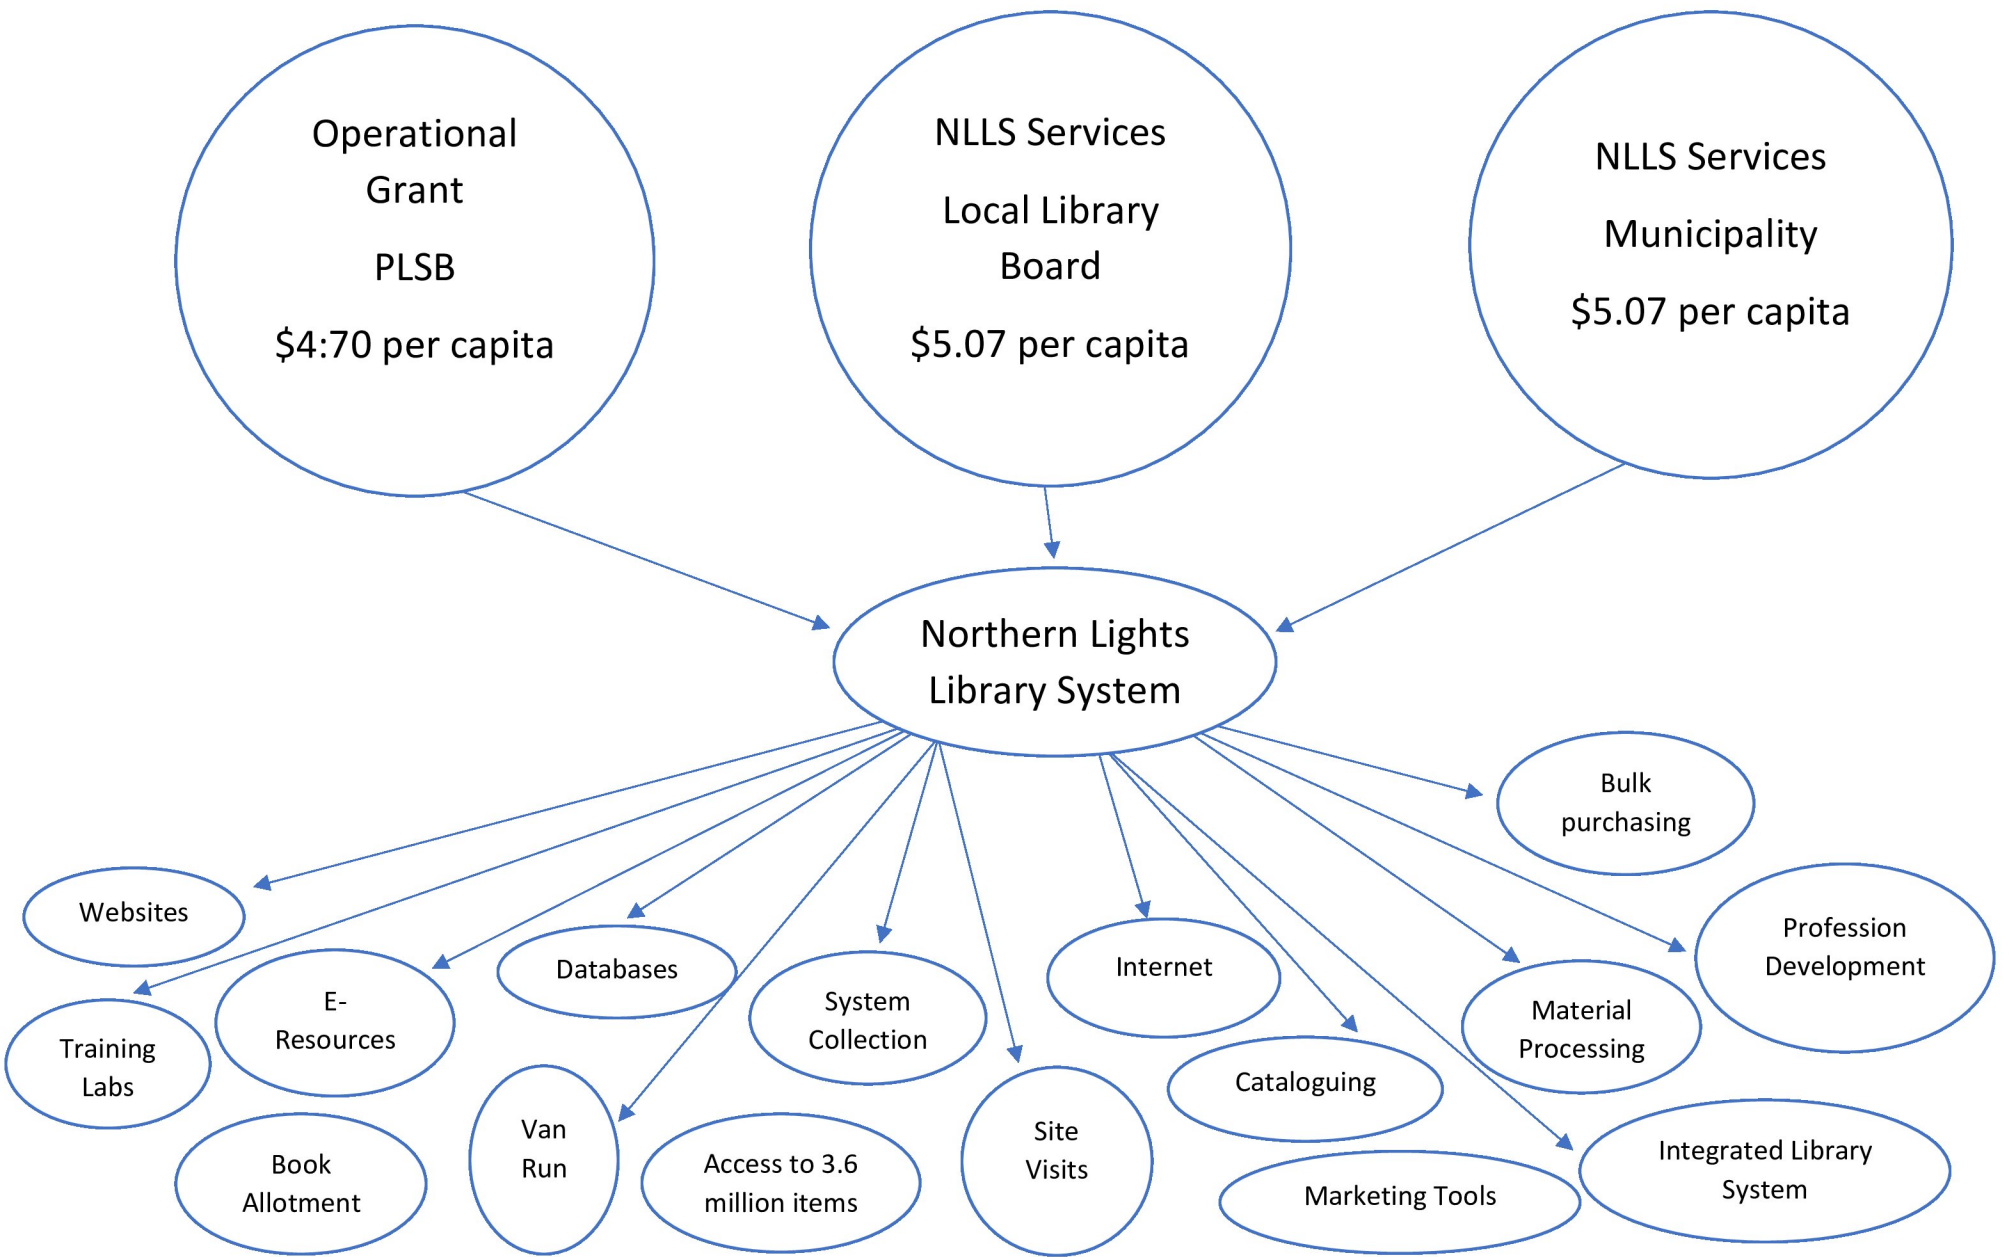 Operational
Grant
PLSB
$4:70 per capita
NLLS Services
Local Library
Board
$5.07 per capita
NLLS Services
Municipality
$5.07 per capita
Northern Lights
Library System
Bulk
purchasing
Websites
Profession
Development
Databases
Internet
E-
Resources
System
Collection
Material
Processing
Training
Labs
Cataloguing
Van
Run
Site
Visits
Book
Allotment
Access to 3.6
million items
Marketing Tools
Integrated Library
System